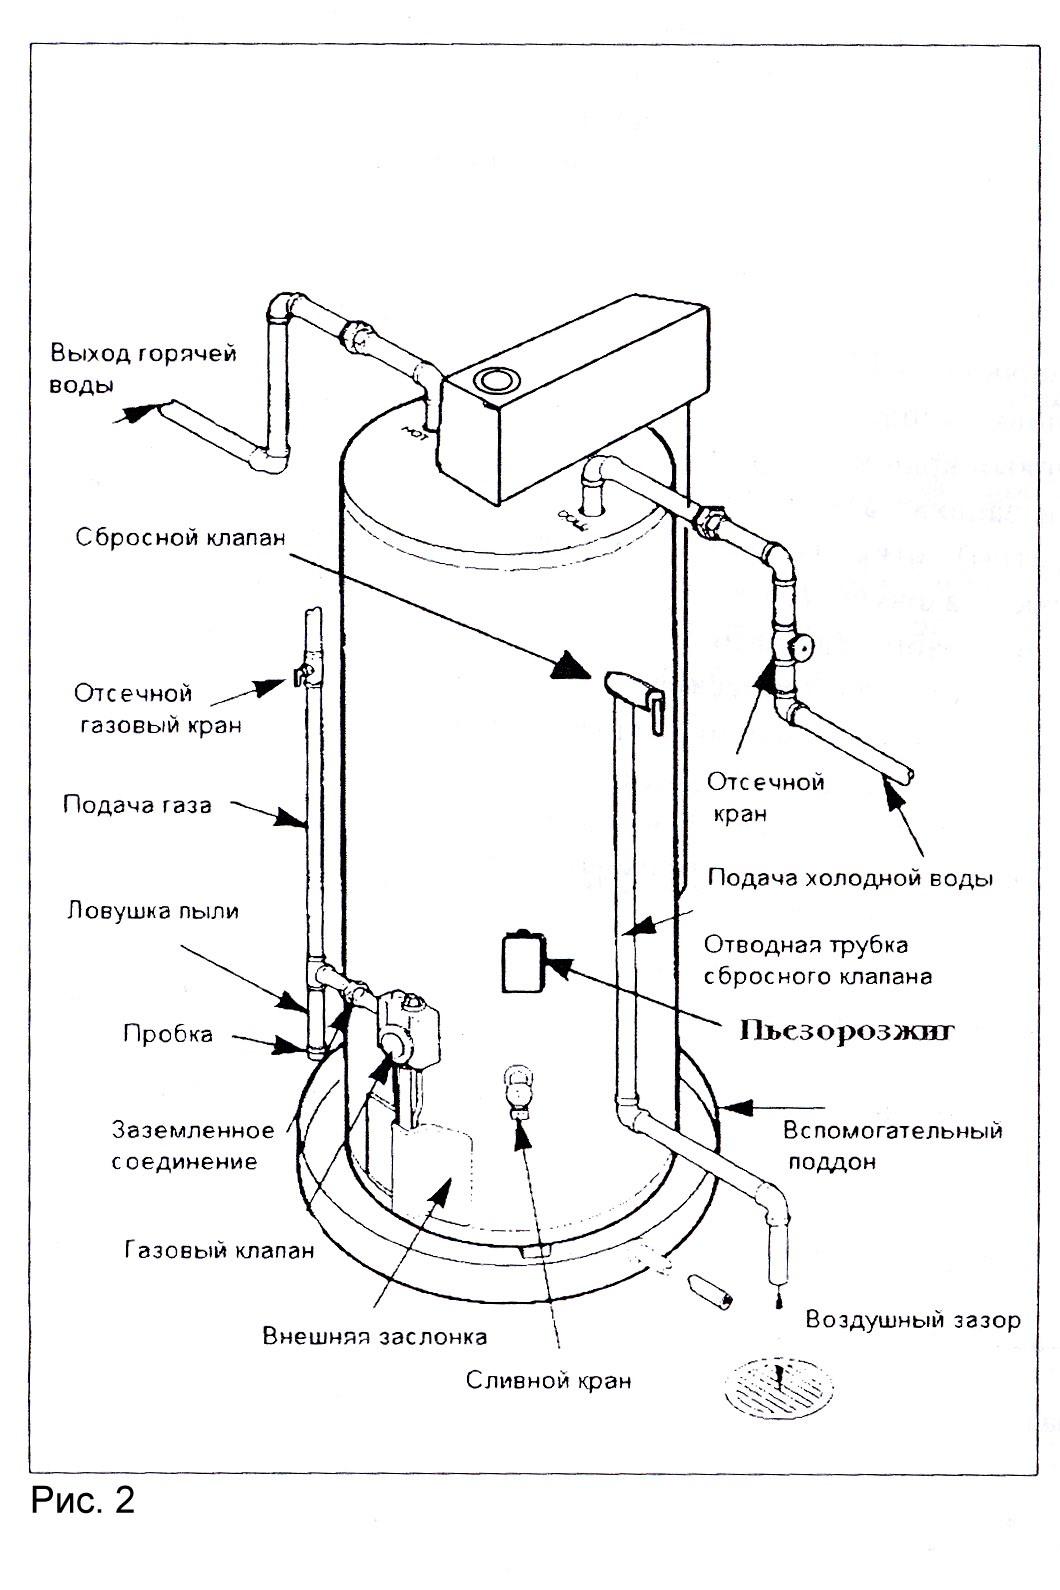 Выход горячей
воды
HOT
COLD
Сбросной клапан
Отсечной
газовый кран
Подача газа
Отсечной
кран
Подача холодной воды
Ловушка пыли
Отводная трубка
сбросного клапана
Пробка
Пьезорозжиг
Заземленное
соединение
Вспомогательный
поддон
Газовый клапан
Внешняя заслонка
Воздушный зазор
Сливной кран
Рис. 2